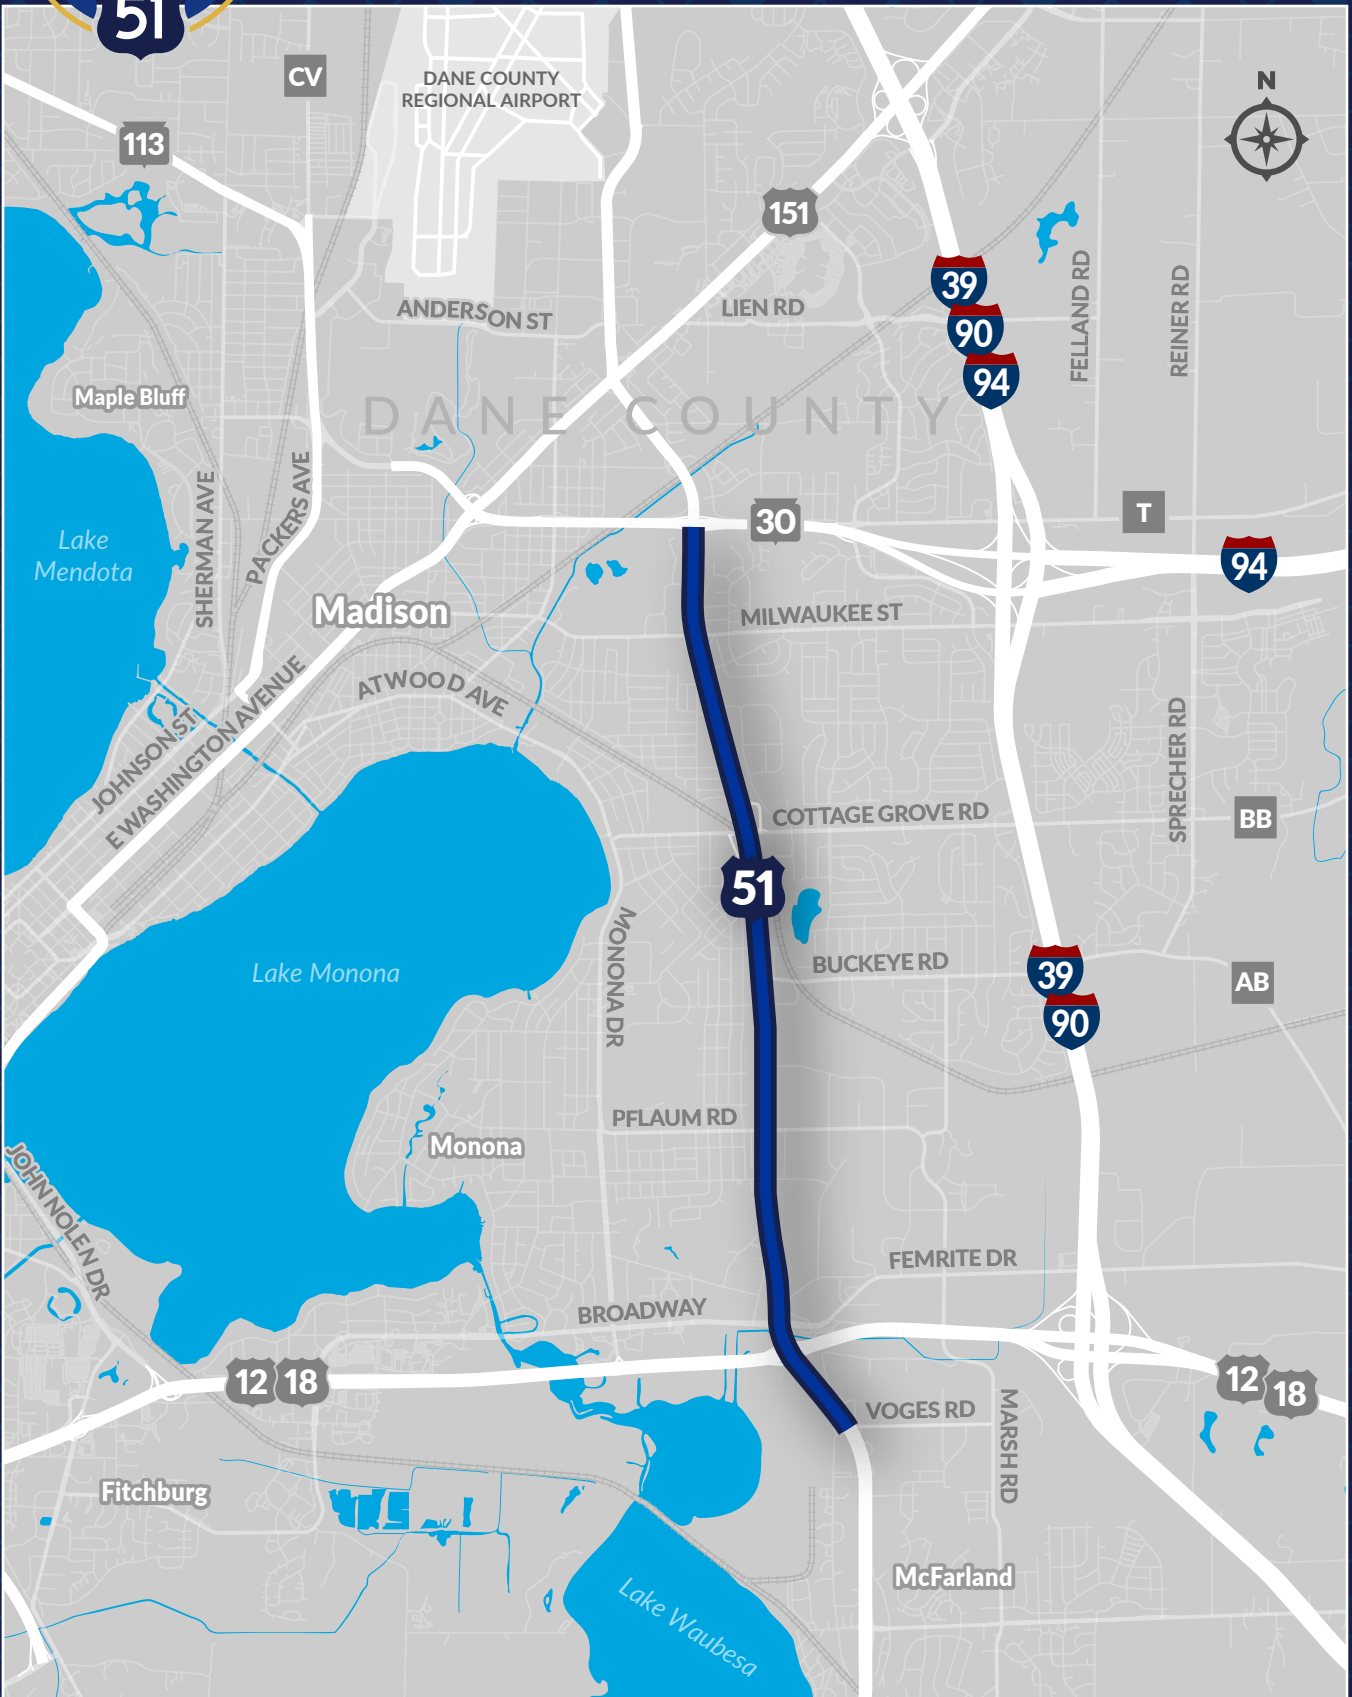 51
CV
DANE COUNTY
REGIONAL AIRPORT
N
113
151
39
90
94
FELLAND RD
REINER RD
ANDERSON ST
LIEN RD
Maple Bluff
DANE COUNTY
SHERMAN AVE
PACKERS AVE
30
T
94
Lake
Mendota
Madison
MILWAUKEE ST
ATWOOD AVE
JOHNSON ST
E WASHINGTON AVENUE
SPRECHER RD
COTTAGE GROVE RD
BB
51
MONONA DR
BUCKEYE RD
39
90
AB
Lake Monona
PFLAUM RD
Monona
JOHN NOLEN DR
FEMRITE DR
BROADWAY
12
18
12
18
VOGES RD
MARSH RD
Fitchburg
McFarland
Lake Waubesa